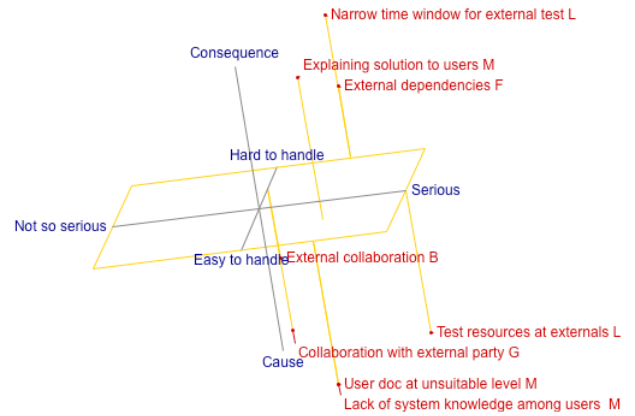 Narrow time window for external test L
Consequence
Explaining solution to users M
External dependencies F
Hard to handle
Serious
Not so serious
Easy to handle
External collaboration B
Test resources at externals L
Collaboration with external party G
Cause
User doc at unsuitable level M
Lack of system knowledge among users M